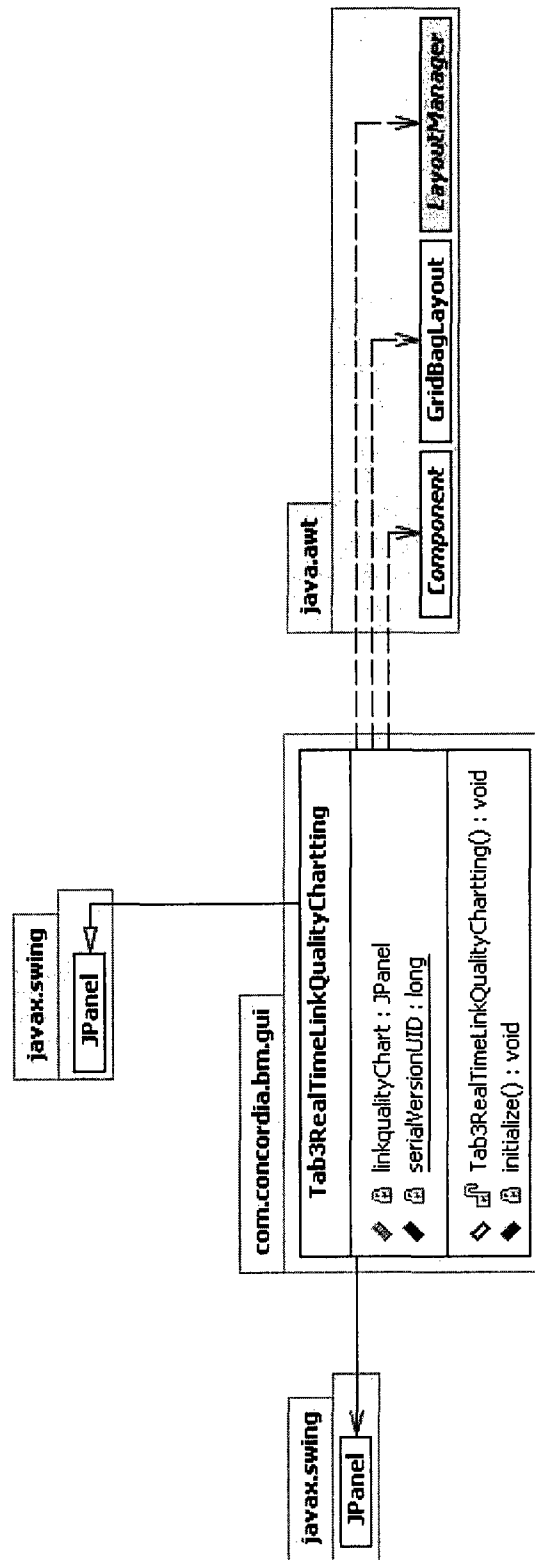 javax.swing
JPanel
javax.swing
JPanel
com.concordia.bm.gui
Tab3RealTimeLinkQualityChartting
linkqualityChart : JPanel
serialVersionUID : long
Tab3RealTimeLinkQualityChartting() : void
initialize() : void
java.awt
Component
GridBagLayout
LayoutManager